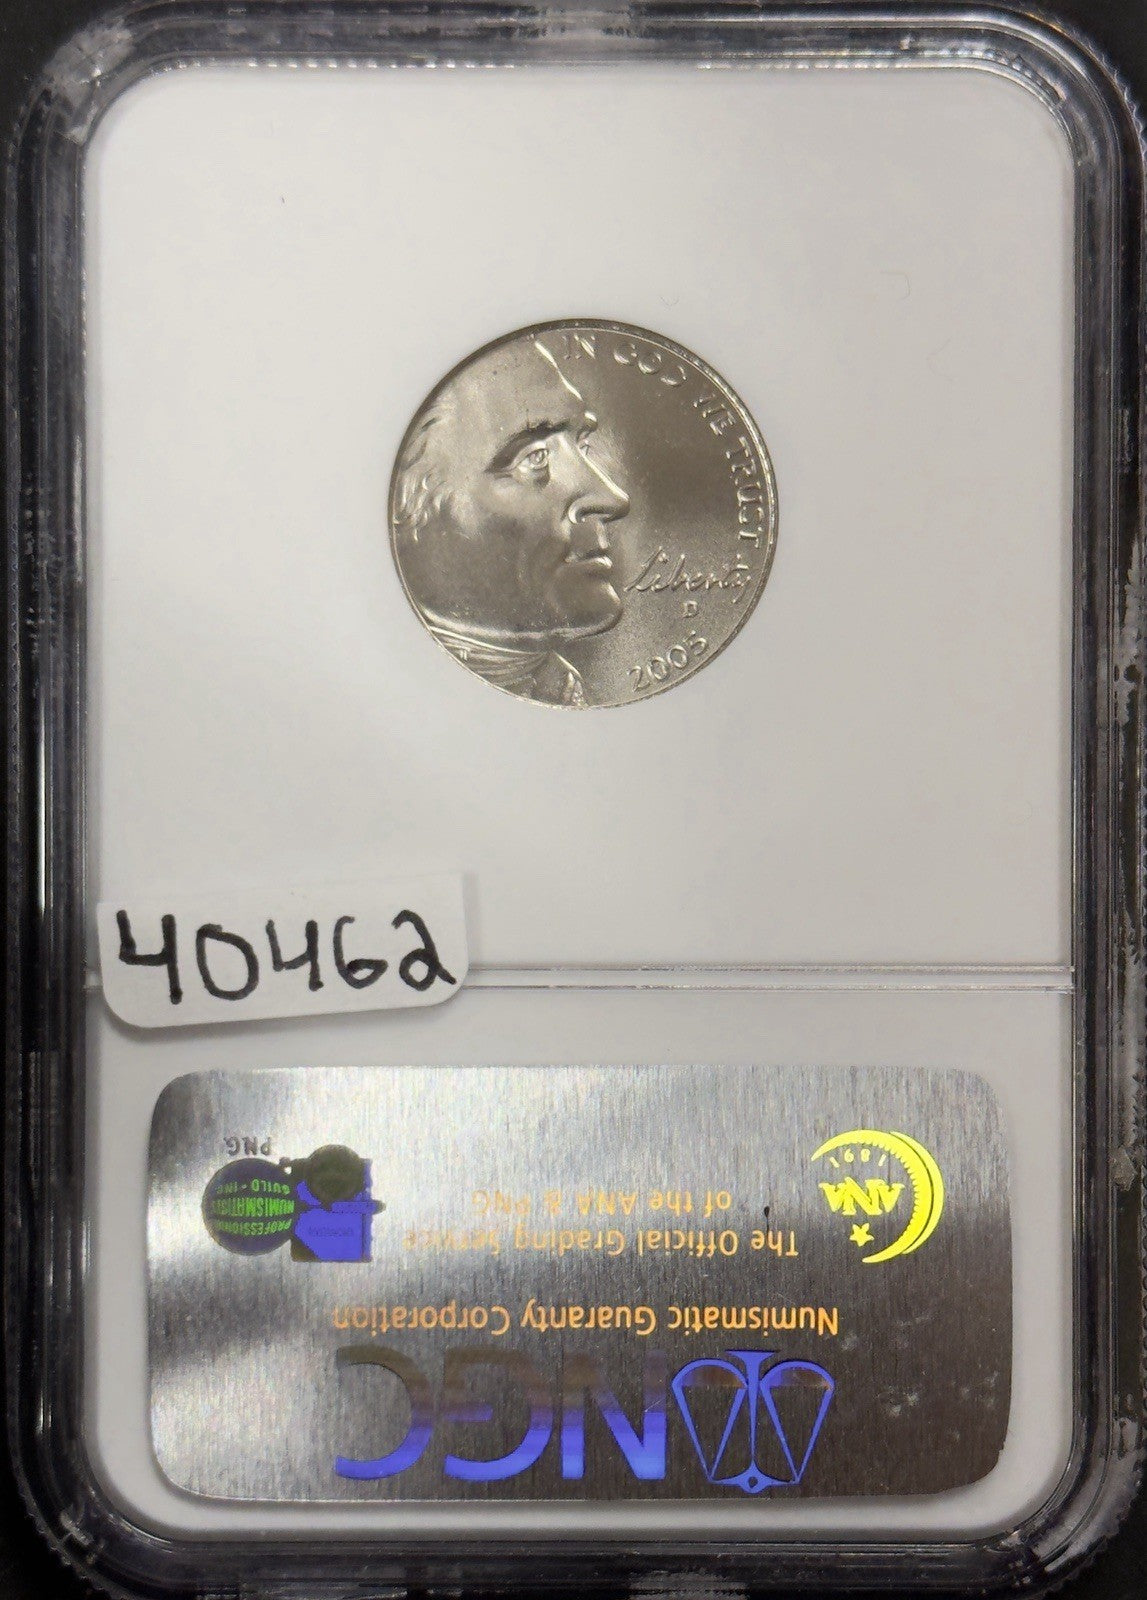 IN GOD WE TRUST
Liberty
D
2005
40462
NGC
Numismatic Guaranty Corporation
The Official Grading Service
of the ANA & PNG
1891
ANA
PROFESSIONAL
NUMISMATISTS
GUILD · INC
PNG